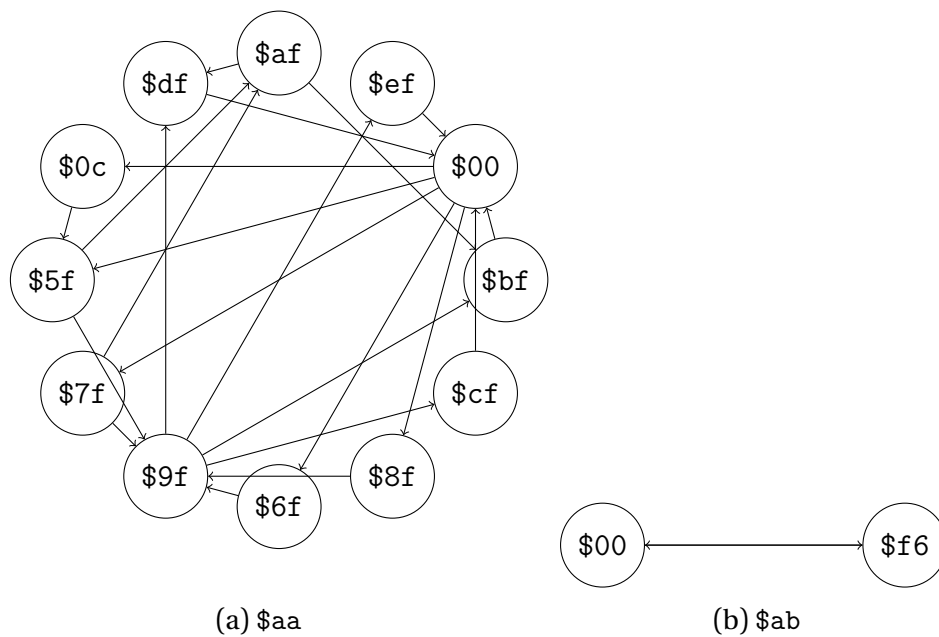 $af
$df
$ef
$0c
$00
$5f
$bf
$7f
$cf
$9f
$8f
$6f
$00
$f6
(a) $aa
(b) $ab